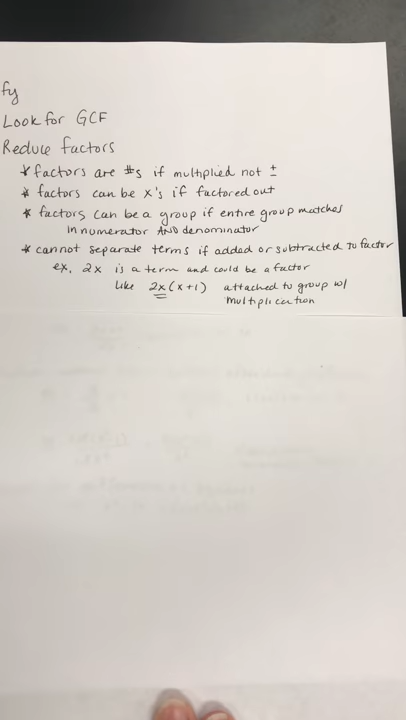 fy
Look for GCF
Reduce factors
* factors are #s if multiplied not ±
* factors can be x's if factored out
* factors can be a group if entire group matches
in numerator AND denominator
* cannot separate terms if added or subtracted to factor
ex, 2x is a term and could be a factor
like 2x(x+1) attached to group w/
multiplication